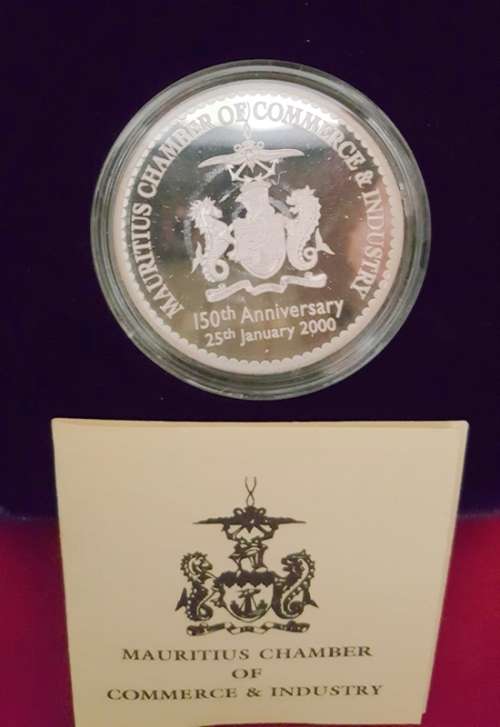 MAURITIUS CHAMBER OF COMMERCE & INDUSTRY
150th Anniversary
25th January 2000
MAURITIUS CHAMBER
OF
COMMERCE & INDUSTRY